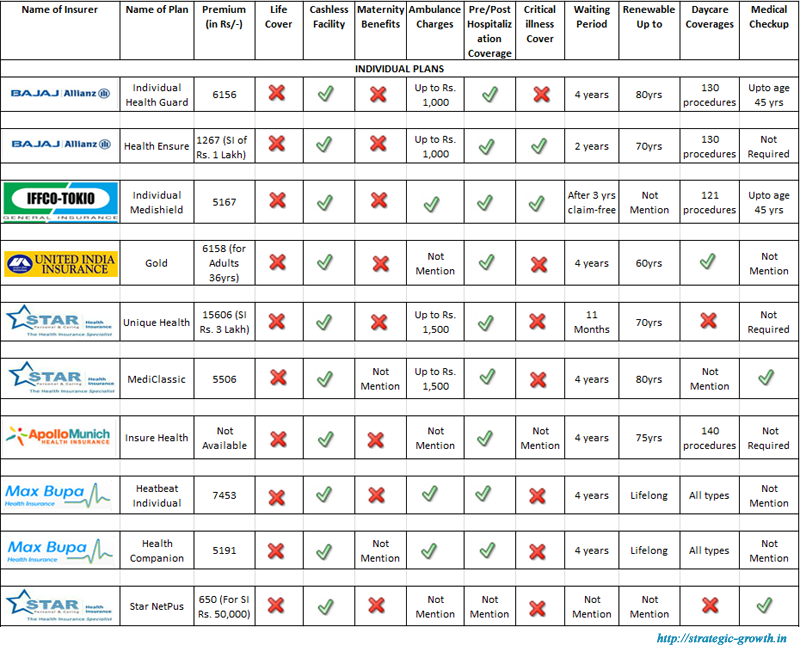 Name of Insurer Name of Plan Premium (in Rs/-) Life Cover Cashless Facility Maternity Benefits Ambulance Charges Pre/Post Hospitaliz ation Coverage Critical illness Cover Waiting Period Renewable Up to Daycare Coverages Medical Checkup
INDIVIDUAL PLANS
BAJAJ Allianz Individual Health Guard 6156 Up to Rs. 1,000 4 years 80yrs 130 procedures Upto age 45 yrs
BAJAJ Allianz Health Ensure 1267 (SI of Rs. 1 Lakh) Up to Rs. 1,000 2 years 70yrs 130 procedures Not Required
IFFCO-TOKIO GENERAL INSURANCE Individual Medishield 5167 After 3 yrs claim-free Not Mention 121 procedures Upto age 45 yrs
UNITED INDIA INSURANCE Gold 6158 (for Adults 36yrs) Not Mention 4 years 60yrs Not Mention
STAR Health Insurance Personal & Caring The Health Insurance Specialist Unique Health 15606 (SI Rs. 3 Lakh) Up to Rs. 1,500 11 Months 70yrs Not Required
STAR Health Insurance Personal & Caring The Health Insurance Specialist MediClassic 5506 Not Mention Up to Rs. 1,500 4 years 80yrs Not Mention
ApolloMunich HEALTH INSURANCE Insure Health Not Available Not Mention Not Mention 4 years 75yrs 140 procedures Not Required
Max Bupa Health Insurance Heatbeat Individual 7453 4 years Lifelong All types Not Mention
Max Bupa Health Insurance Health Companion 5191 Not Mention 4 years Lifelong All types Not Mention
STAR Health Insurance Personal & Caring The Health Insurance Specialist Star NetPus 650 (For SI Rs. 50,000) Not Mention Not Mention Not Mention Not Mention
http://strategic-growth.in